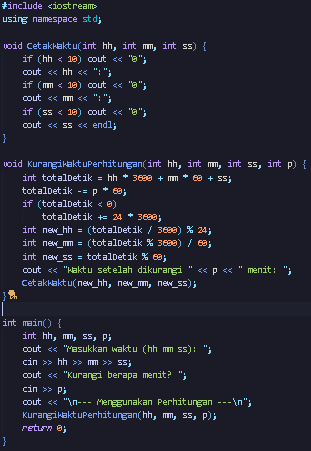 #include <iostream>
using namespace std;
void CetakWaktu(int hh, int mm, int ss) {
if (hh < 10) cout << "0";
cout << hh << ":";
if (mm < 10) cout << "0";
cout << mm << ":";
if (ss < 10) cout << "0";
cout << ss << endl;
}
void KurangiWaktuPerhitungan(int hh, int mm, int ss, int p) {
int totalDetik = hh * 3600 + mm * 60 + ss;
totalDetik -= p * 60;
if (totalDetik < 0)
totalDetik += 24 * 3600;
int new_hh = (totalDetik / 3600) % 24;
int new_mm = (totalDetik % 3600) / 60;
int new_ss = totalDetik % 60;
cout << "Waktu setelah dikurangi " << p << " menit: ";
CetakWaktu(new_hh, new_mm, new_ss);
}
int main() {
int hh, mm, ss, p;
cout << "Masukkan waktu (hh mm ss): ";
cin >> hh >> mm >> ss;
cout << "Kurangi berapa menit? ";
cin >> p;
cout << "\n--- Menggunakan Perhitungan ---\n";
KurangiWaktuPerhitungan(hh, mm, ss, p);
return 0;
}